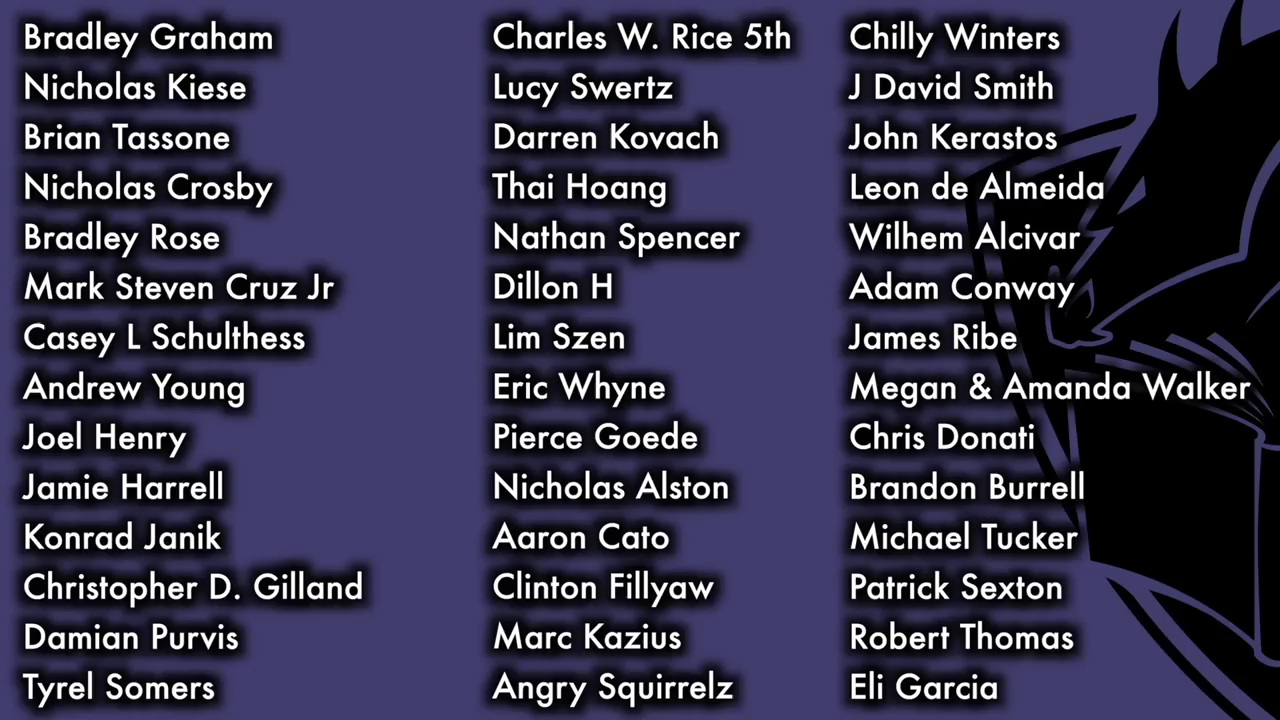 Bradley Graham
Nicholas Kiese
Brian Tassone
Nicholas Crosby
Bradley Rose
Mark Steven Cruz Jr
Casey L Schulthess
Andrew Young
Joel Henry
Jamie Harrell
Konrad Janik
Christopher D. Gilland
Damian Purvis
Tyrel Somers
Charles W. Rice 5th
Lucy Swertz
Darren Kovach
Thai Hoang
Nathan Spencer
Dillon H
Lim Szen
Eric Whyne
Pierce Goede
Nicholas Alston
Aaron Cato
Clinton Fillyaw
Marc Kazius
Angry Squirrelz
Chilly Winters
J David Smith
John Kerastos
Leon de Almeida
Wilhem Alcivar
Adam Conway
James Ribe
Megan & Amanda Walker
Chris Donati
Brandon Burrell
Michael Tucker
Patrick Sexton
Robert Thomas
Eli Garcia